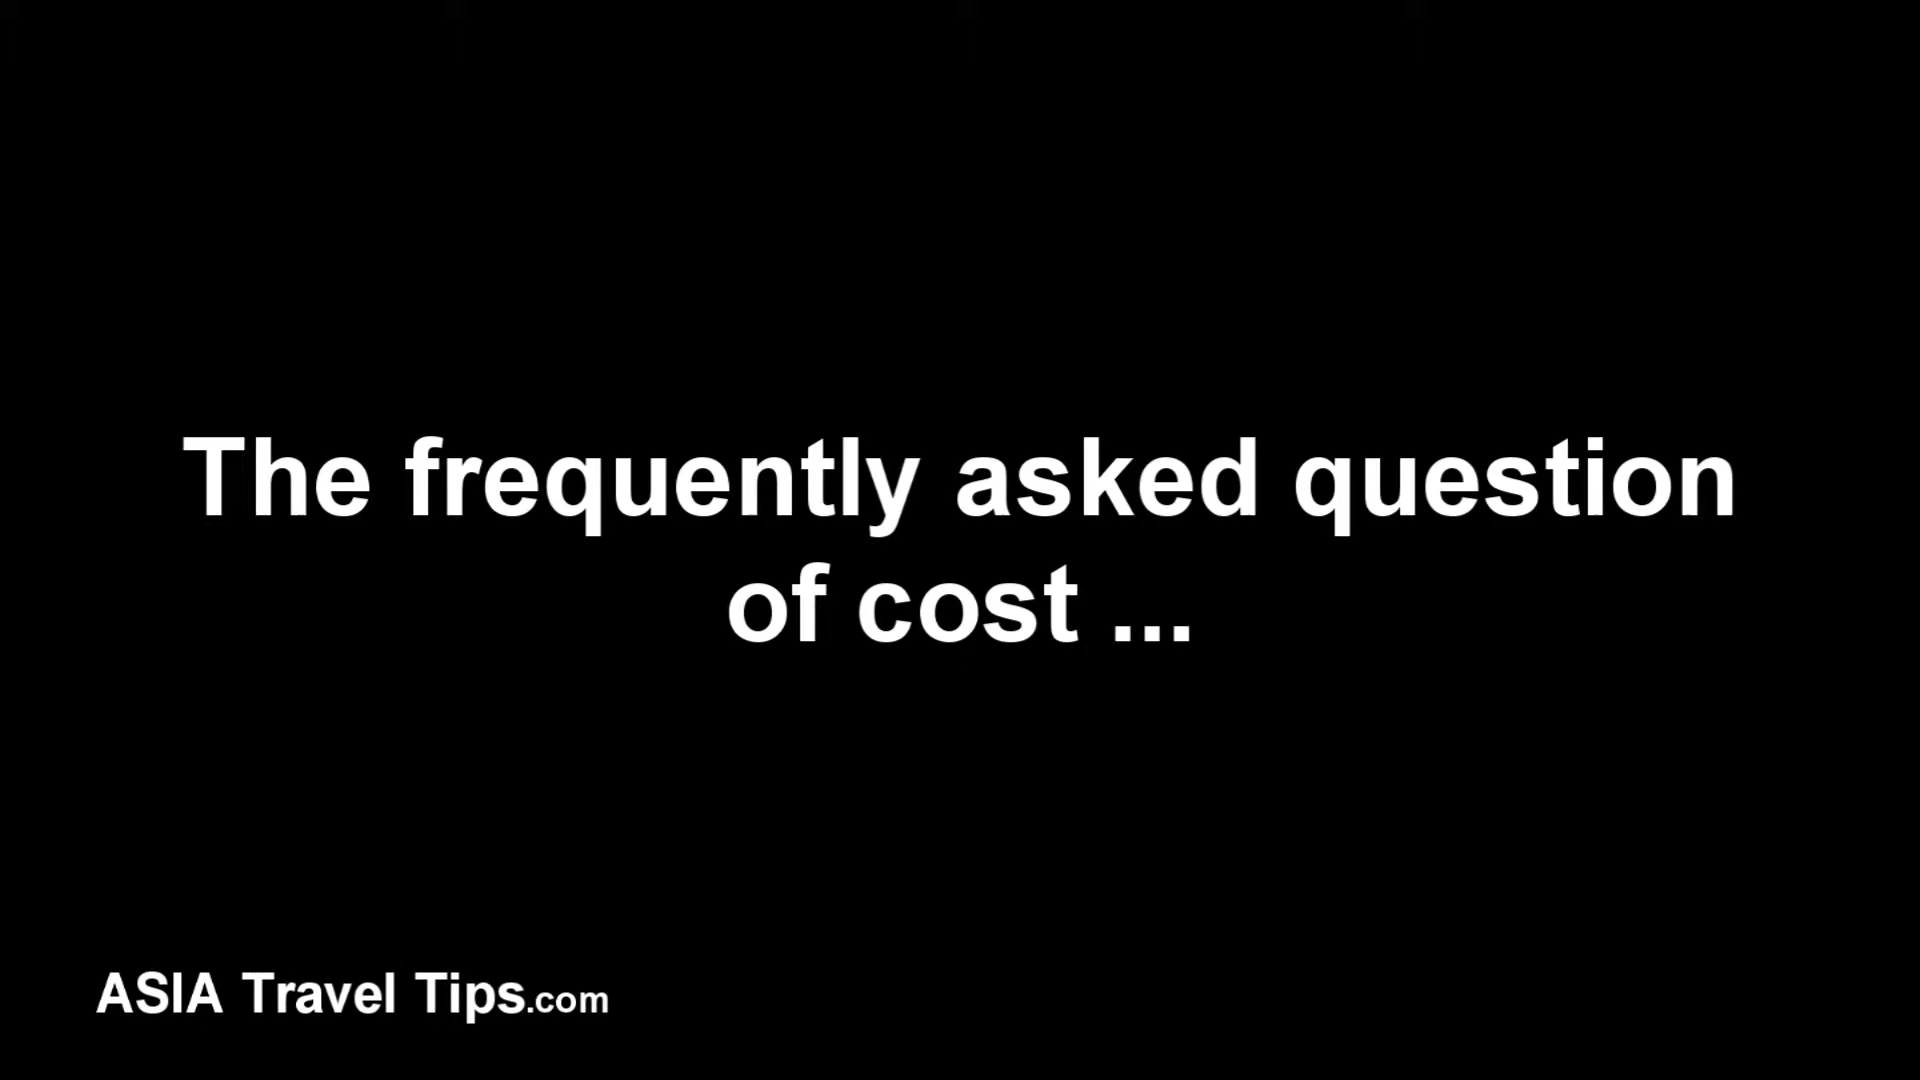 The frequently asked question
of cost ...
ASIA Travel Tips.com